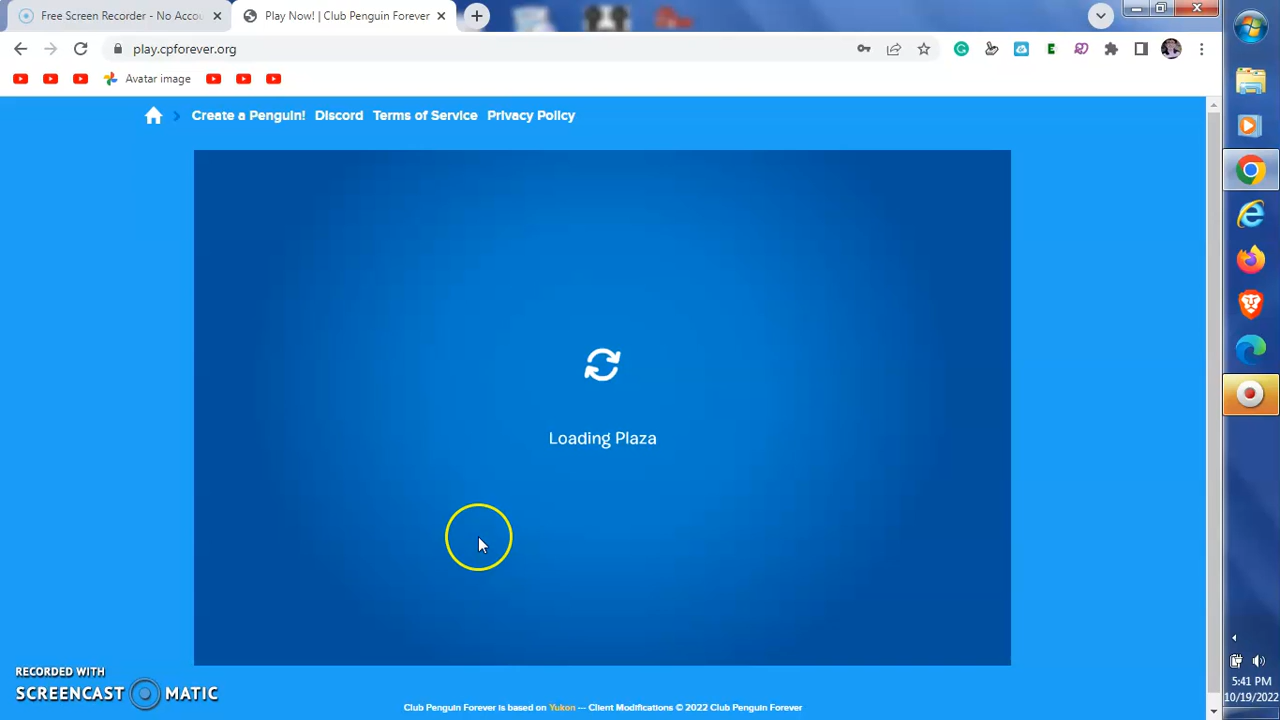 Free Screen Recorder - No Accou
Play Now! | Club Penguin Forever
play.cpforever.org
Avatar image
Create a Penguin! Discord Terms of Service Privacy Policy
Loading Plaza
RECORDED WITH
SCREENCAST MATIC
Club Penguin Forever is based on Yukon -- Client Modifications © 2022 Club Penguin Forever
5:41 PM
10/19/2022